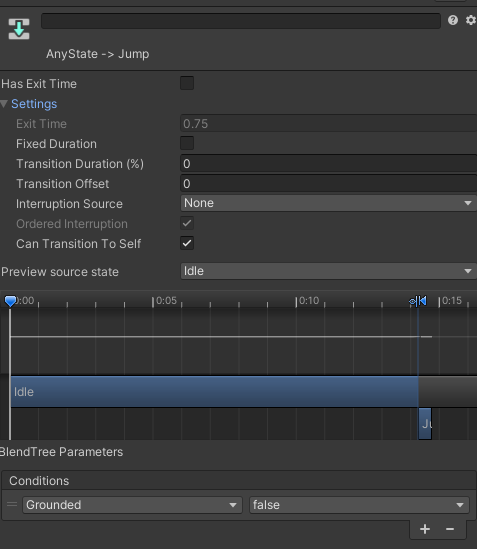 AnyState -> Jump
Has Exit Time
Settings
Exit Time 0.75
Fixed Duration
Transition Duration (%) 0
Transition Offset 0
Interruption Source None
Ordered Interruption
Can Transition To Self
Preview source state Idle
0:00 0:05 0:10 0:15
Idle
Ju
BlendTree Parameters
Conditions
Grounded false
+ −